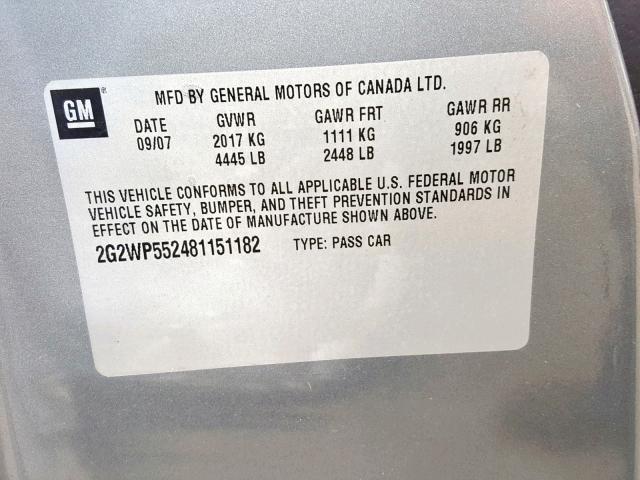 GM
MFD BY GENERAL MOTORS OF CANADA LTD.
DATE GVWR GAWR FRT GAWR RR
09/07 2017 KG 1111 KG 906 KG
4445 LB 2448 LB 1997 LB
THIS VEHICLE CONFORMS TO ALL APPLICABLE U.S. FEDERAL MOTOR
VEHICLE SAFETY, BUMPER, AND THEFT PREVENTION STANDARDS IN
EFFECT ON THE DATE OF MANUFACTURE SHOWN ABOVE.
2G2WP552481151182 TYPE: PASS CAR